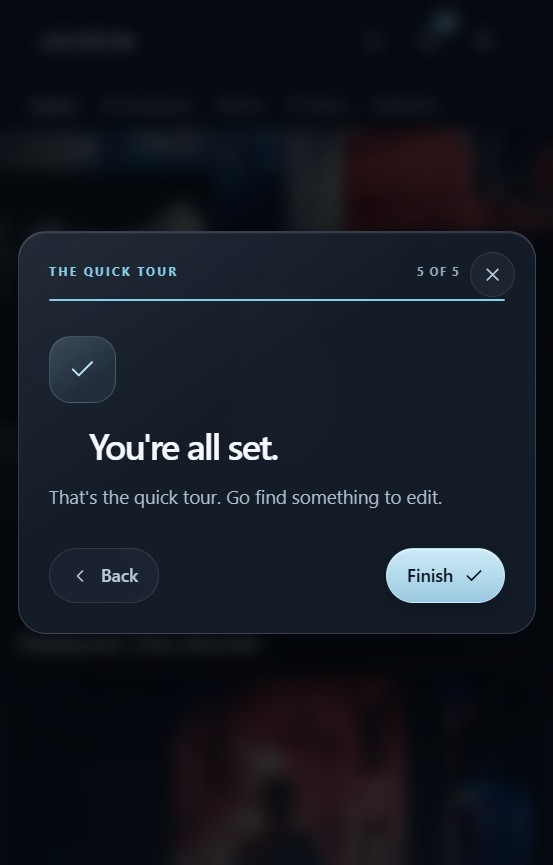 THE QUICK TOUR
5 OF 5
You're all set.
That's the quick tour. Go find something to edit.
Back
Finish